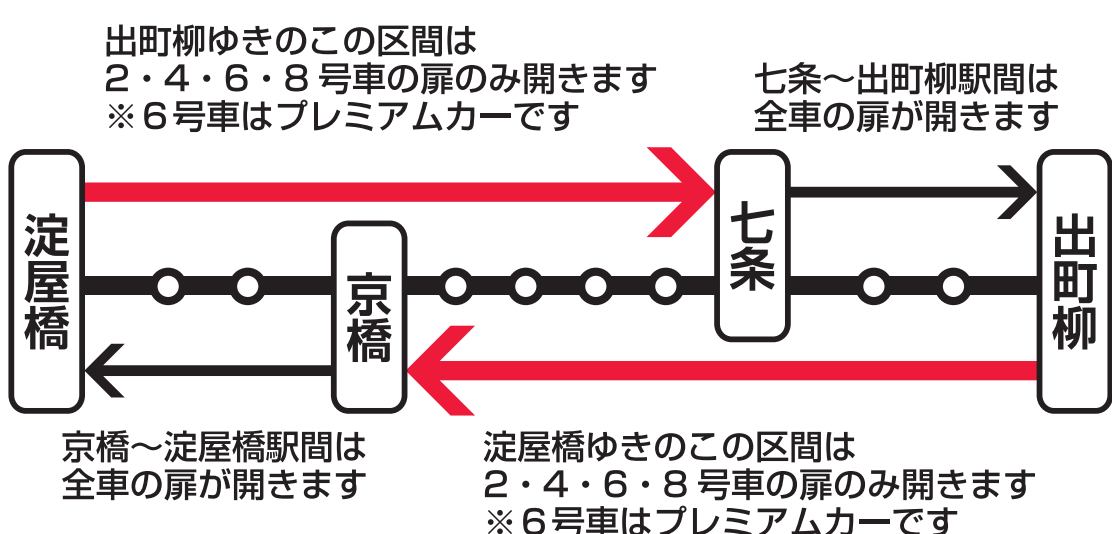 出町柳ゆきのこの区間は
2・4・6・8号車の扉のみ開きます
※6号車はプレミアムカーです
七条〜出町柳駅間は
全車の扉が開きます
淀屋橋
京橋
七条
出町柳
京橋〜淀屋橋駅間は
全車の扉が開きます
淀屋橋ゆきのこの区間は
2・4・6・8号車の扉のみ開きます
※6号車はプレミアムカーです